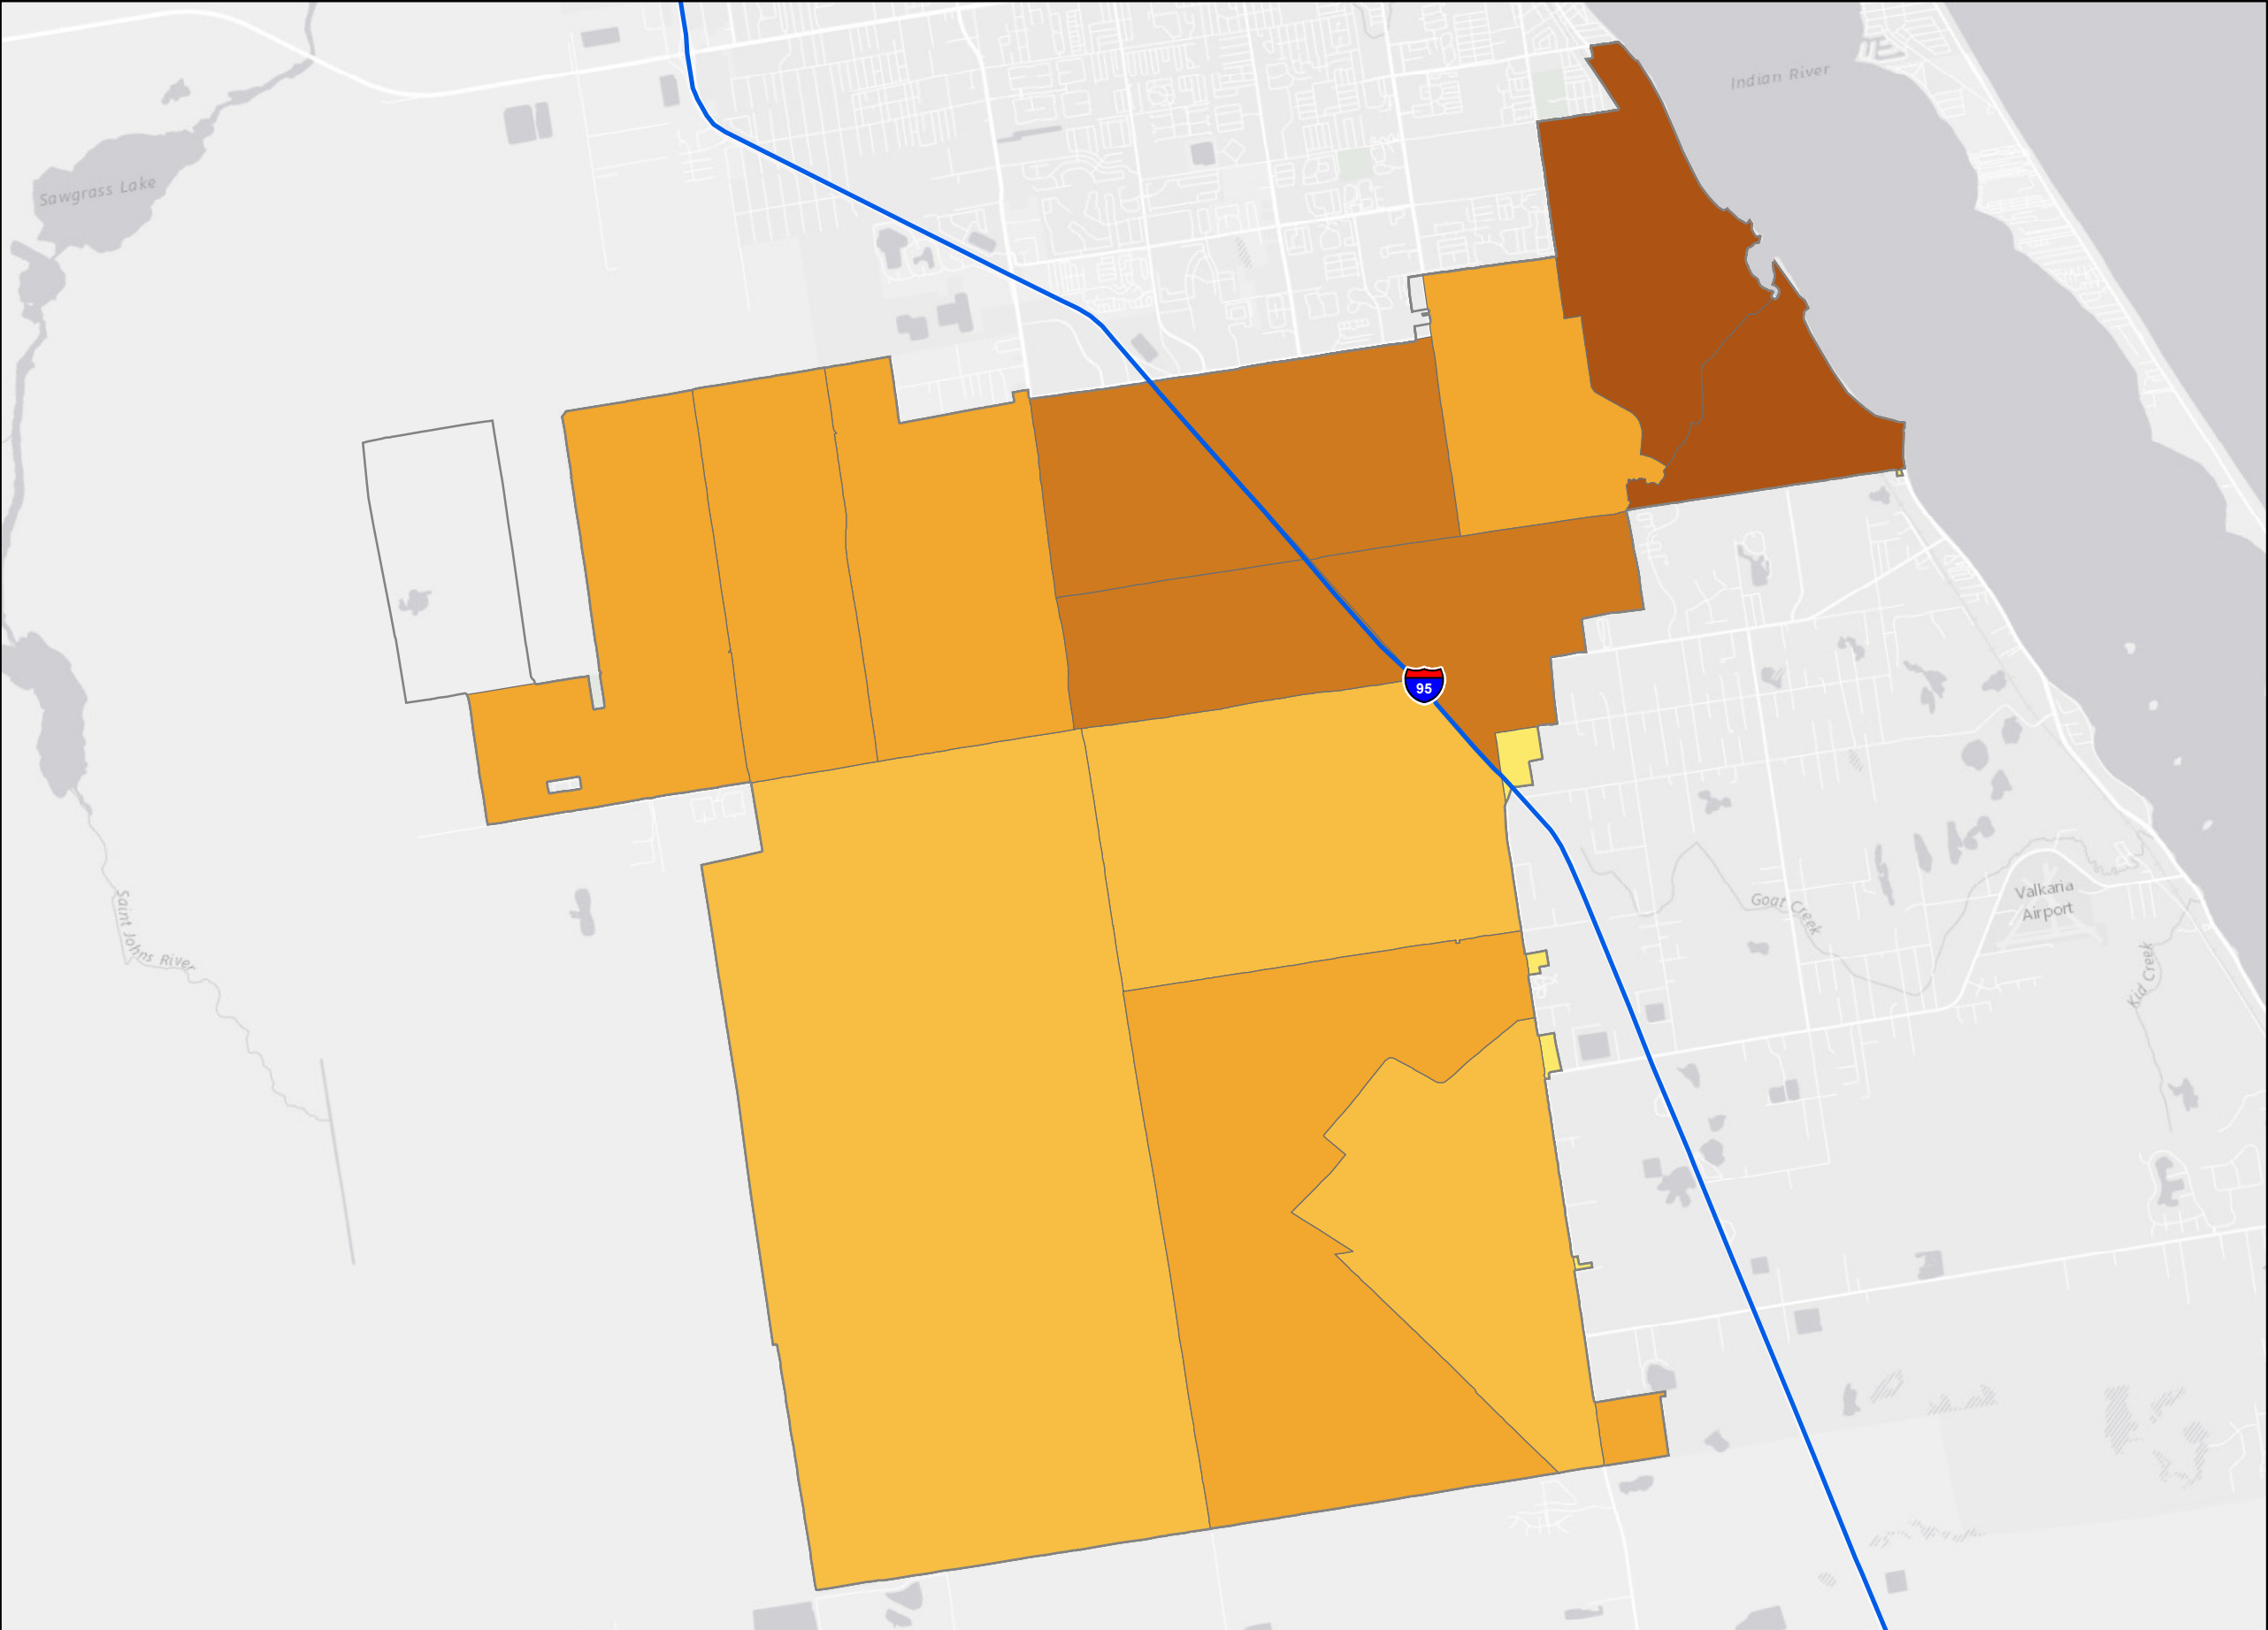 Indian River
Sawgrass Lake
95
Valkaria
Airport
Goat Creek
Saint Johns River
Kid Creek